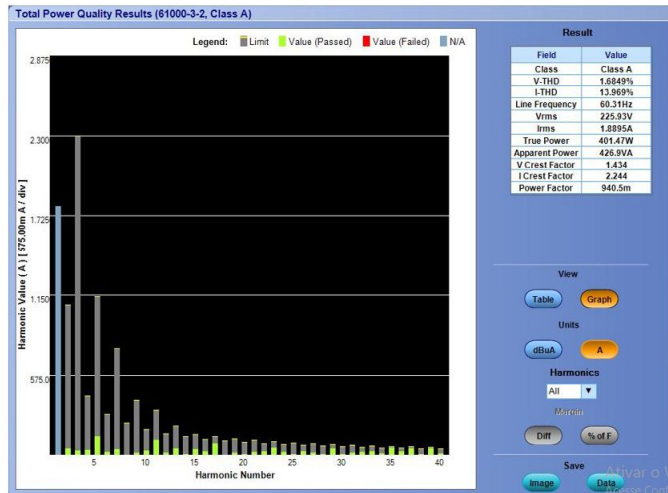 Total Power Quality Results (61000-3-2, Class A)
Legend: Limit Value (Passed) Value (Failed) N/A
2.875
2.300
1.725
1.150
575.0
Harmonic Value ( A ) [ 575.00m A / div ]
5 10 15 20 25 30 35 40
Harmonic Number
Result
Field Value
Class Class A
V-THD 1.6849%
I-THD 13.969%
Line Frequency 60.31Hz
Vrms 225.93V
Irms 1.8895A
True Power 401.47W
Apparent Power 426.9VA
V Crest Factor 1.434
I Crest Factor 2.244
Power Factor 940.5m
View
Table Graph
Units
dBuA A
Harmonics
All
Margin
Diff % of F
Save
Image Data
Ativar o